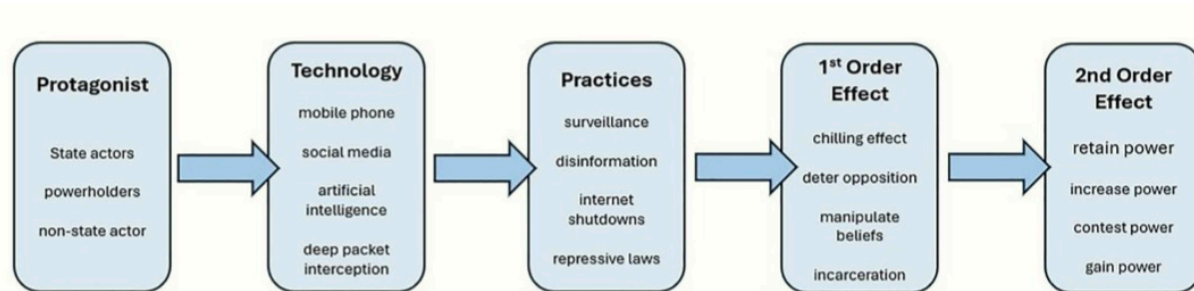 Protagonist
State actors
powerholders
non-state actor
Technology
mobile phone
social media
artificial
intelligence
deep packet
interception
Practices
surveillance
disinformation
internet
shutdowns
repressive laws
1st Order
Effect
chilling effect
deter opposition
manipulate
beliefs
incarceration
2nd Order
Effect
retain power
increase power
contest power
gain power